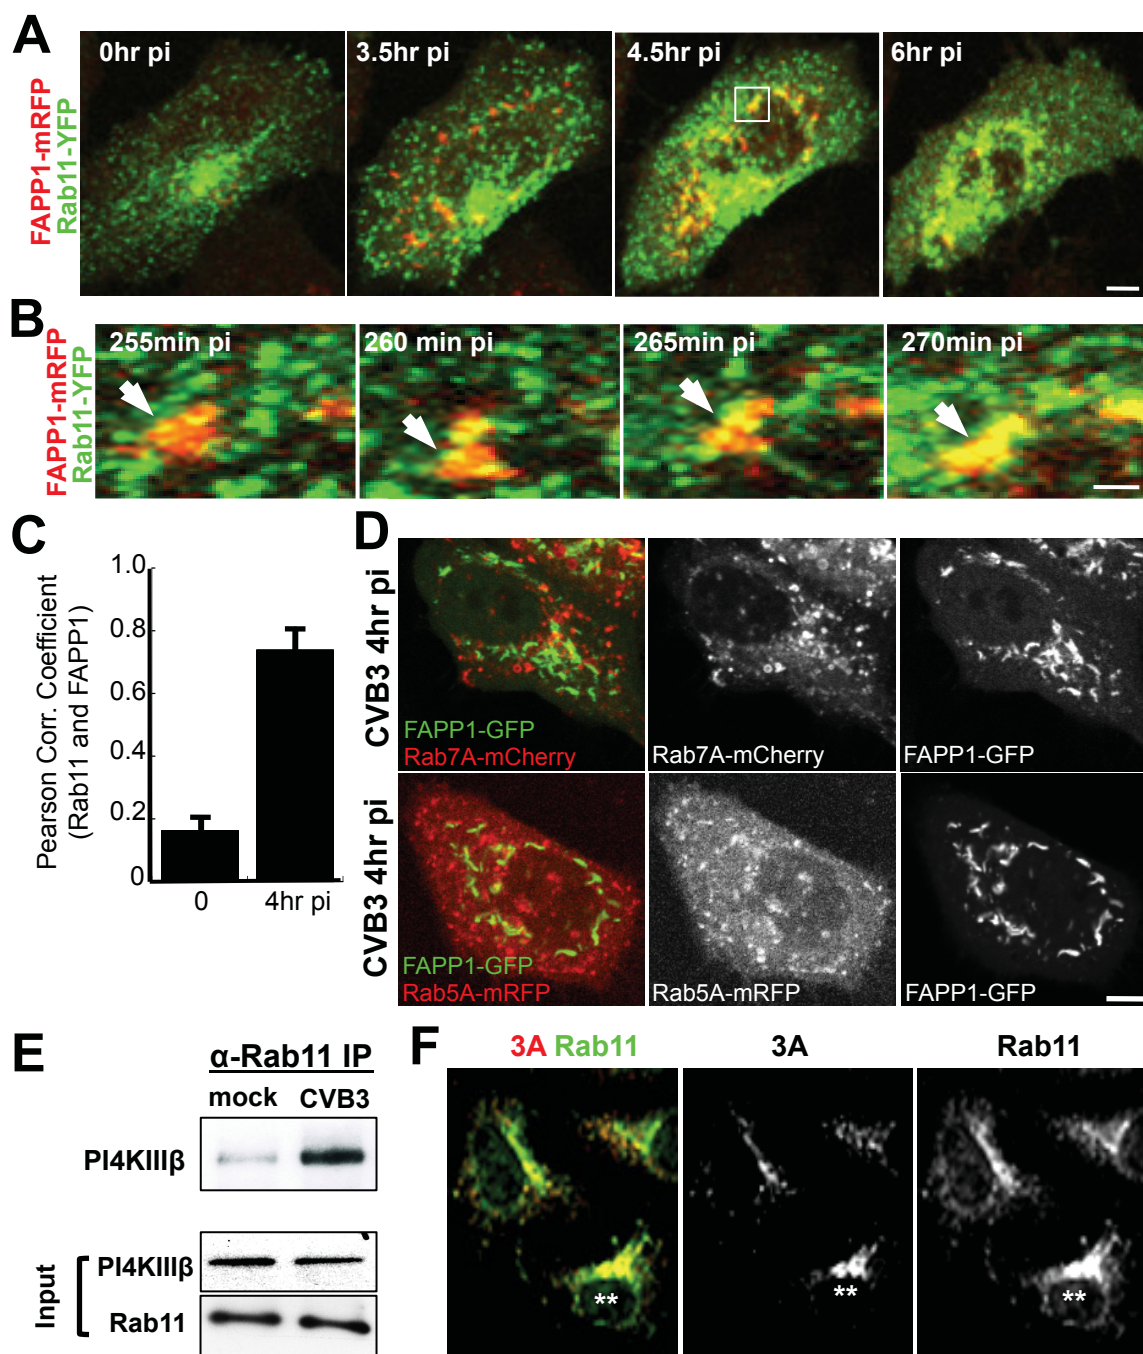 A
FAPP1-mRFP
Rab11-YFP
0hr pi
3.5hr pi
4.5hr pi
6hr pi
B
FAPP1-mRFP
Rab11-YFP
255min pi
260 min pi
265min pi
270min pi
C
Pearson Corr. Coefficient
(Rab11 and FAPP1)
1.0
0.8
0.6
0.4
0.2
0
0
4hr pi
D
CVB3 4hr pi
FAPP1-GFP
Rab7A-mCherry
Rab7A-mCherry
FAPP1-GFP
CVB3 4hr pi
FAPP1-GFP
Rab5A-mRFP
Rab5A-mRFP
FAPP1-GFP
E
α-Rab11 IP
mock
CVB3
PI4KIIIβ
Input
PI4KIIIβ
Rab11
F
3A Rab11
3A
Rab11
**
**
**